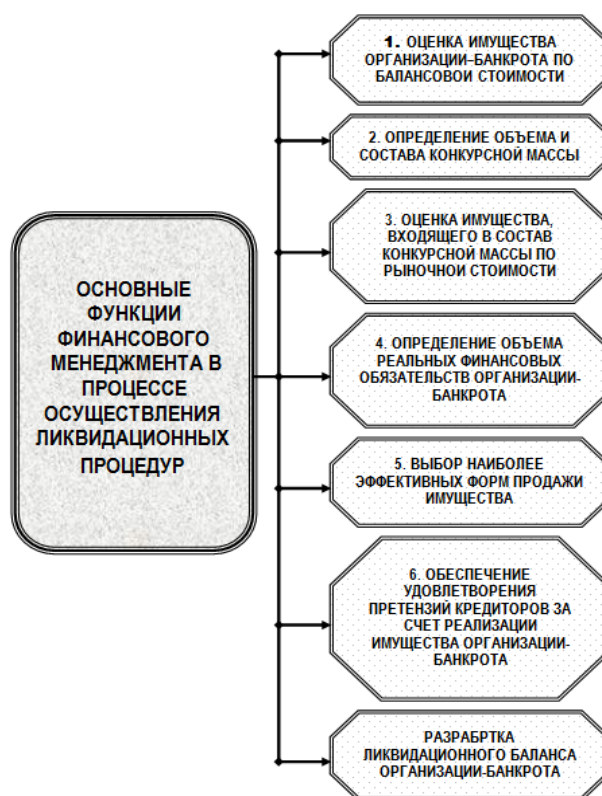 ОСНОВНЫЕ
ФУНКЦИИ
ФИНАНСОВОГО
МЕНЕДЖМЕНТА В
ПРОЦЕССЕ
ОСУЩЕСТВЛЕНИЯ
ЛИКВИДАЦИОННЫХ
ПРОЦЕДУР
1. ОЦЕНКА ИМУЩЕСТВА
ОРГАНИЗАЦИИ-БАНКРОТА ПО
БАЛАНСОВОЙ СТОИМОСТИ
2. ОПРЕДЕЛЕНИЕ ОБЪЕМА И
СОСТАВА КОНКУРСНОЙ МАССЫ
3. ОЦЕНКА ИМУЩЕСТВА,
ВХОДЯЩЕГО В СОСТАВ
КОНКУРСНОЙ МАССЫ ПО
РЫНОЧНОЙ СТОИМОСТИ
4. ОПРЕДЕЛЕНИЕ ОБЪЕМА
РЕАЛЬНЫХ ФИНАНСОВЫХ
ОБЯЗАТЕЛЬСТВ ОРГАНИЗАЦИИ-
БАНКРОТА
5. ВЫБОР НАИБОЛЕЕ
ЭФФЕКТИВНЫХ ФОРМ ПРОДАЖИ
ИМУЩЕСТВА
6. ОБЕСПЕЧЕНИЕ
УДОВЛЕТВОРЕНИЯ
ПРЕТЕНЗИЙ КРЕДИТОРОВ ЗА
СЧЕТ РЕАЛИЗАЦИИ
ИМУЩЕСТВА ОРГАНИЗАЦИИ-
БАНКРОТА
РАЗРАБРТКА
ЛИКВИДАЦИОННОГО БАЛАНСА
ОРГАНИЗАЦИИ-БАНКРОТА